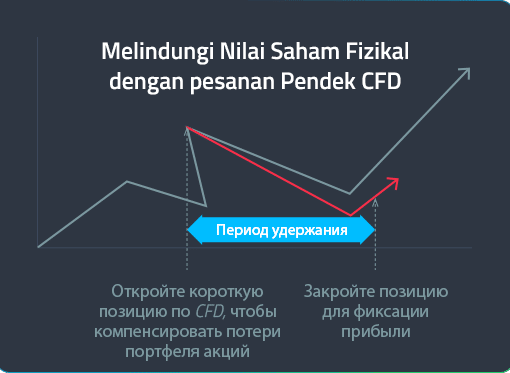 Melindungi Nilai Saham Fizikal
dengan pesanan Pendek CFD
Период удержания
Откройте короткую
позицию по CFD, чтобы
компенсировать потери
портфеля акций
Закройте позицию
для фиксации
прибыли